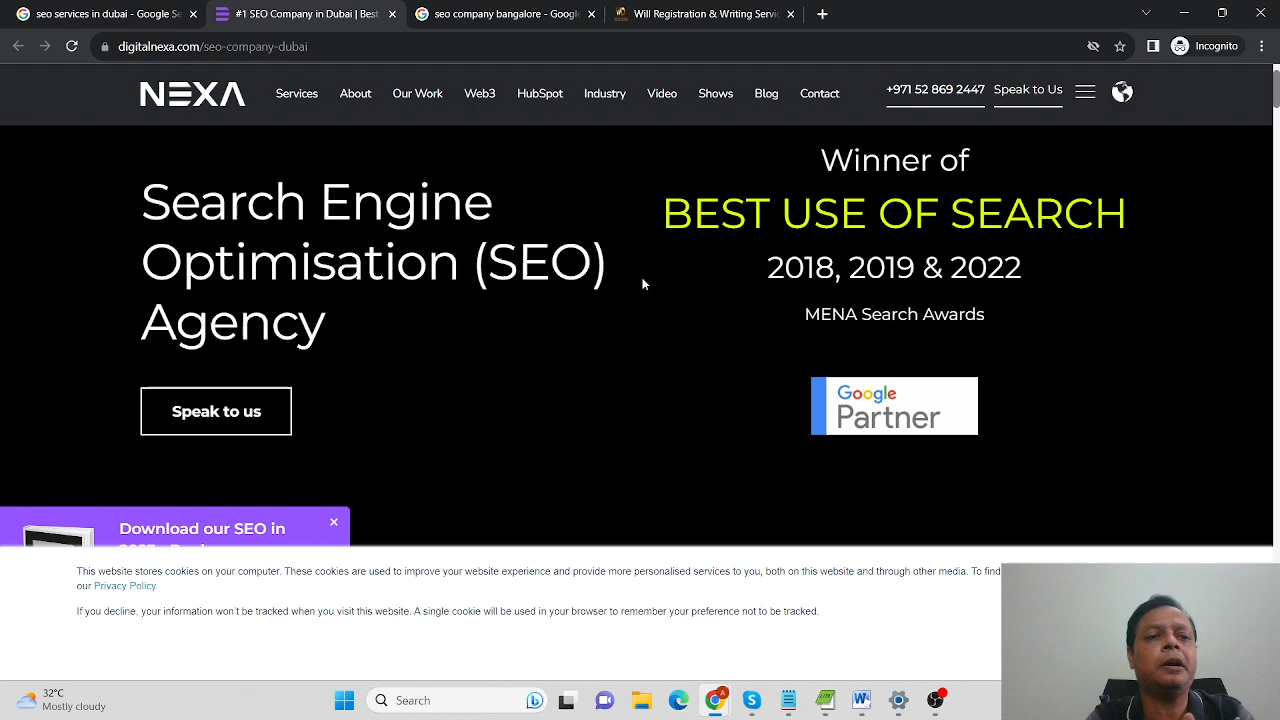 seo services in dubai - Google Se
#1 SEO Company in Dubai | Best
seo company bangalore - Google
Will Registration & Writing Servic
digitalnexa.com/seo-company-dubai
Incognito
NEXA
Services
About
Our Work
Web3
HubSpot
Industry
Video
Shows
Blog
Contact
+971 52 869 2447
Speak to Us
Search Engine
Optimisation (SEO)
Agency
Speak to us
Winner of
BEST USE OF SEARCH
2018, 2019 & 2022
MENA Search Awards
Google
Partner
Download our SEO in
This website stores cookies on your computer. These cookies are used to improve your website experience and provide more personalised services to you, both on this website and through other media. To find
our Privacy Policy.
If you decline, your information won't be tracked when you visit this website. A single cookie will be used in your browser to remember your preference not to be tracked.
32°C
Mostly cloudy
Search